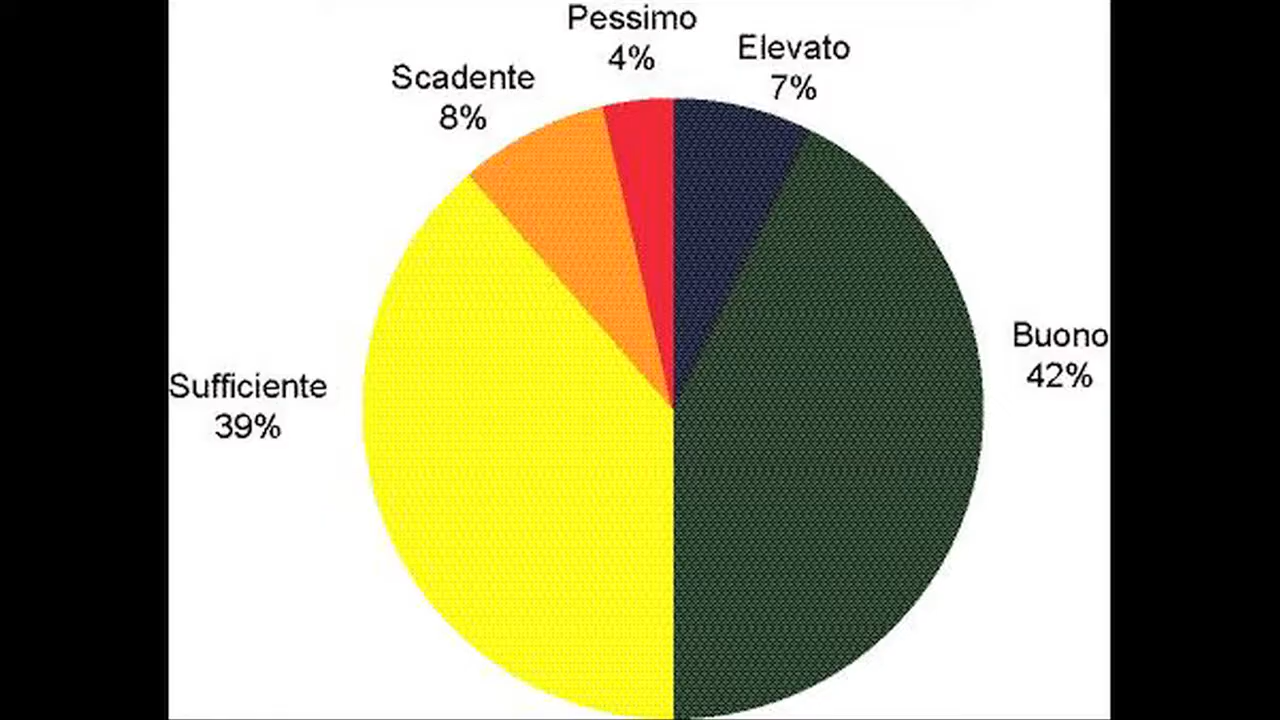 Pessimo
4%
Elevato
7%
Scadente
8%
Buono
42%
Sufficiente
39%